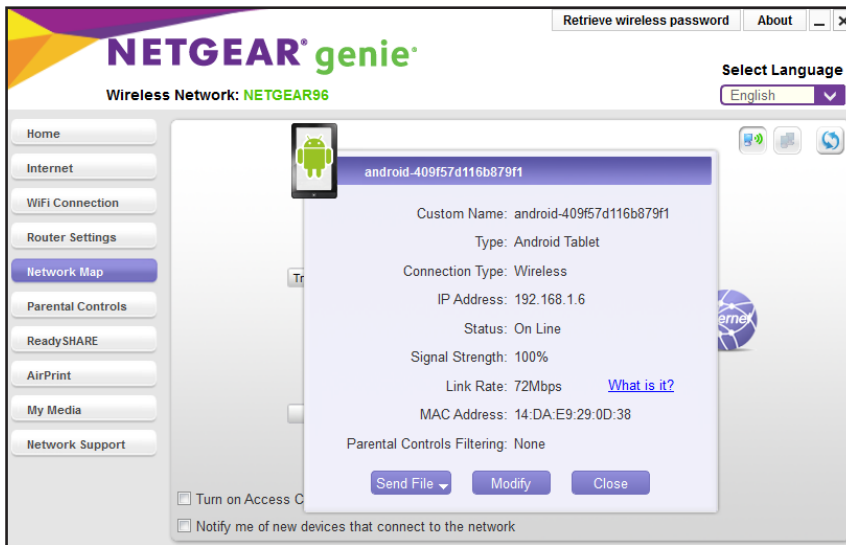 Retrieve wireless password About
NETGEAR® genie®
Select Language
Wireless Network: NETGEAR96
English
Home
Internet
WiFi Connection
Router Settings
Network Map
Parental Controls
ReadySHARE
AirPrint
My Media
Network Support
android-409f57d116b879f1
Custom Name: android-409f57d116b879f1
Type: Android Tablet
Connection Type: Wireless
IP Address: 192.168.1.6
Status: On Line
Signal Strength: 100%
Link Rate: 72Mbps What is it?
MAC Address: 14:DA:E9:29:0D:38
Parental Controls Filtering: None
Send File Modify Close
Turn on Access C
Notify me of new devices that connect to the network